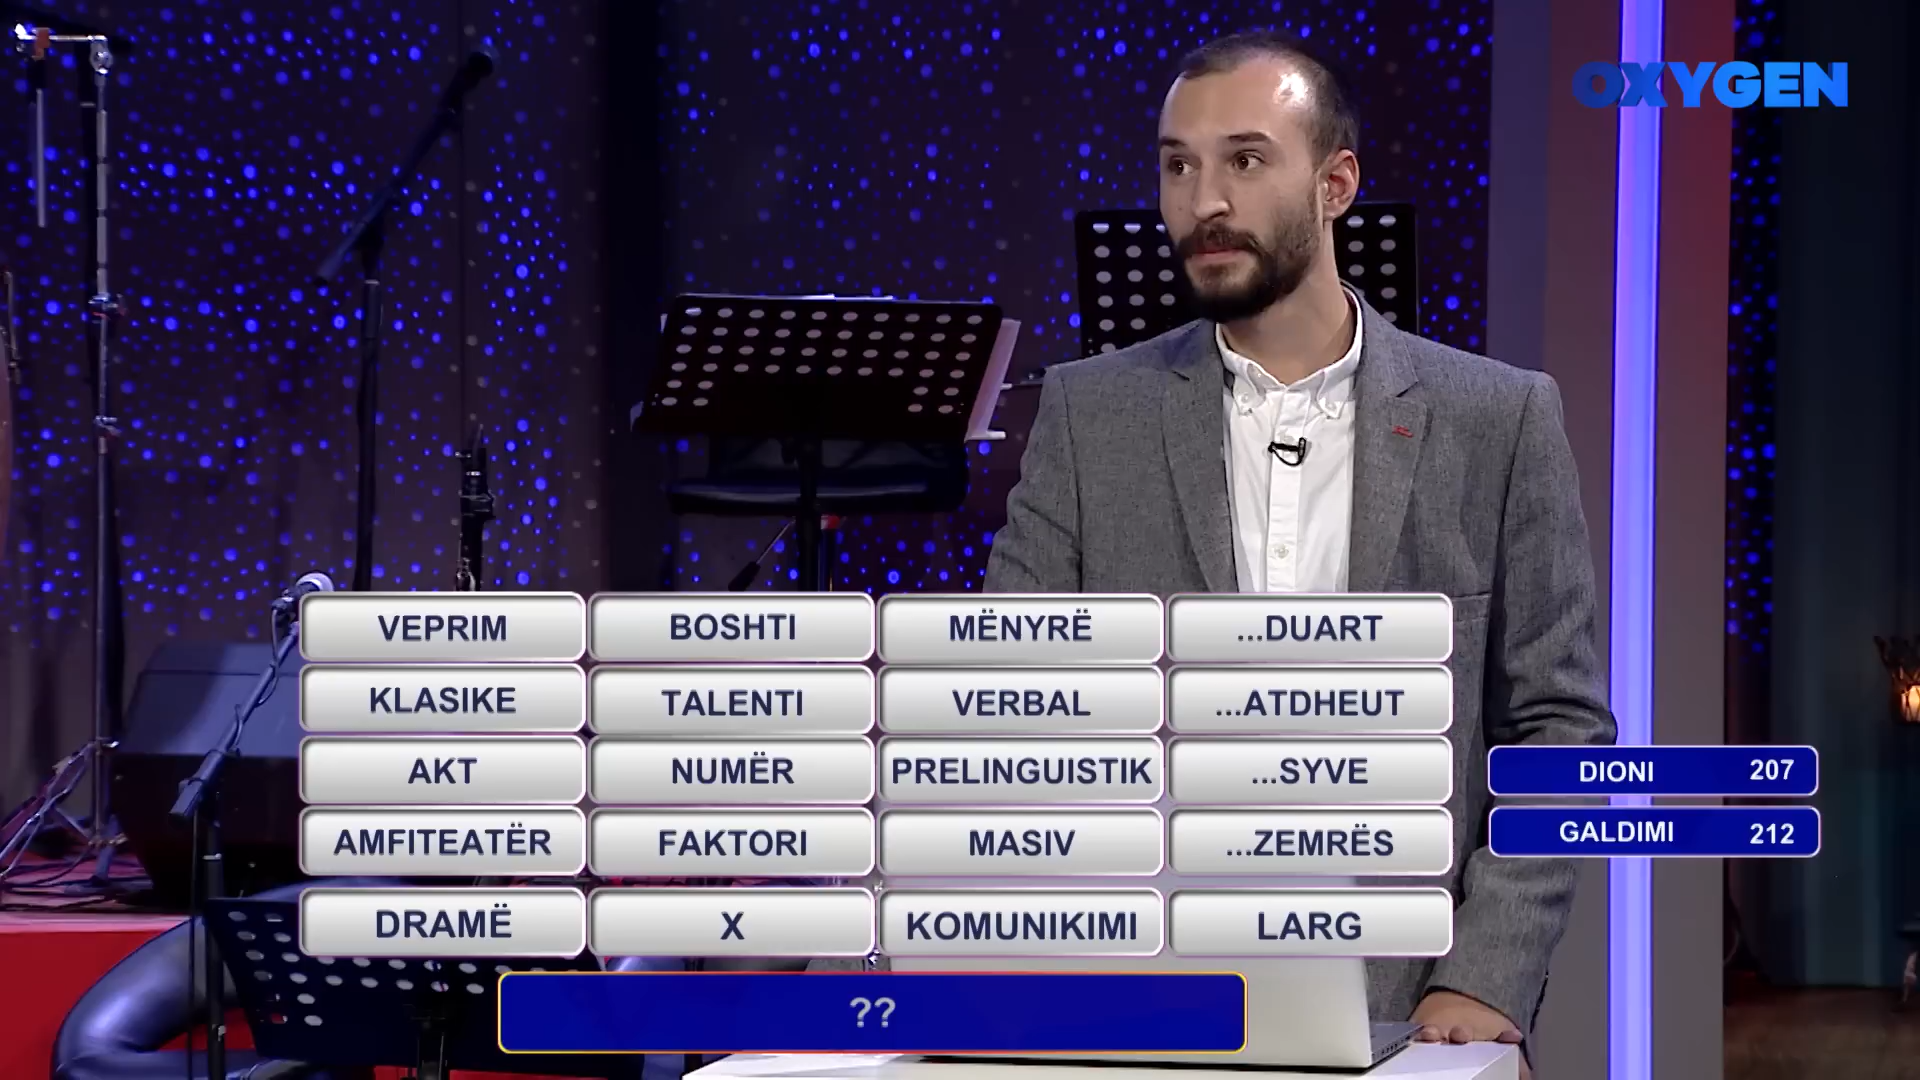 OXYGEN
VEPRIM BOSHTI MËNYRË ...DUART
KLASIKE TALENTI VERBAL ...ATDHEUT
AKT NUMËR PRELINGUISTIK ...SYVE
AMFITEATËR FAKTORI MASIV ...ZEMRËS
DRAMË X KOMUNIKIMI LARG
??
DIONI 207
GALDIMI 212